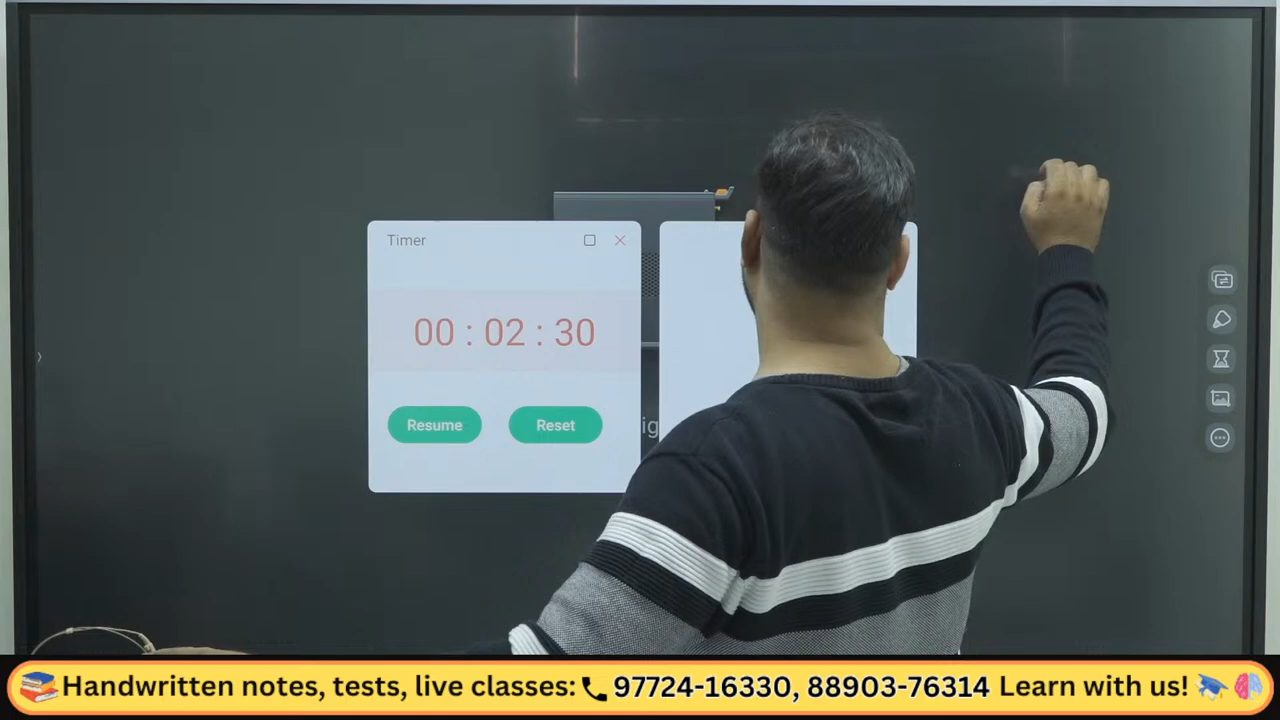 Timer
00 : 02 : 30
Resume Reset
ig
Handwritten notes, tests, live classes: 97724-16330, 88903-76314 Learn with us!